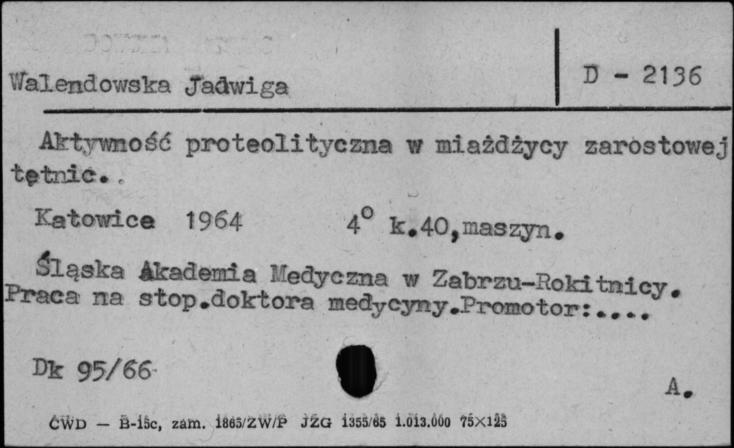 Walendowska Jadwiga
D - 2136
Aktywność proteolityczna w miażdżycy zarostowej
tętnic..
Katowice 1964 4° k.40,maszyn.
Śląska Akademia Medyczna w Zabrzu-Rokitnicy.
Praca na stop.doktora medycyny.Promotor:....
Dk 95/66
A.
CWD — B-15c, zam. 1865/ZW/P JZG 1355/65 1.013.000 75×125